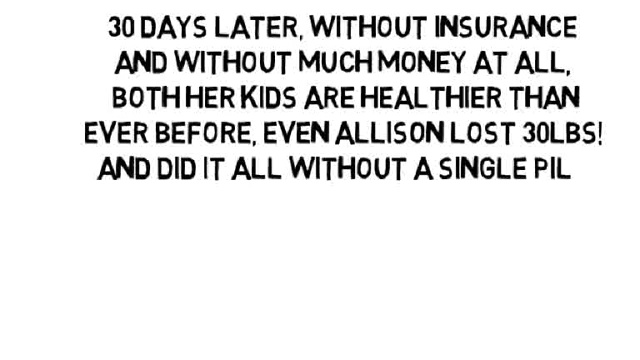 30 DAYS LATER, WITHOUT INSURANCE
AND WITHOUT MUCH MONEY AT ALL,
BOTH HER KIDS ARE HEALTHIER THAN
EVER BEFORE, EVEN ALLISON LOST 30LBS!
AND DID IT ALL WITHOUT A SINGLE PIL